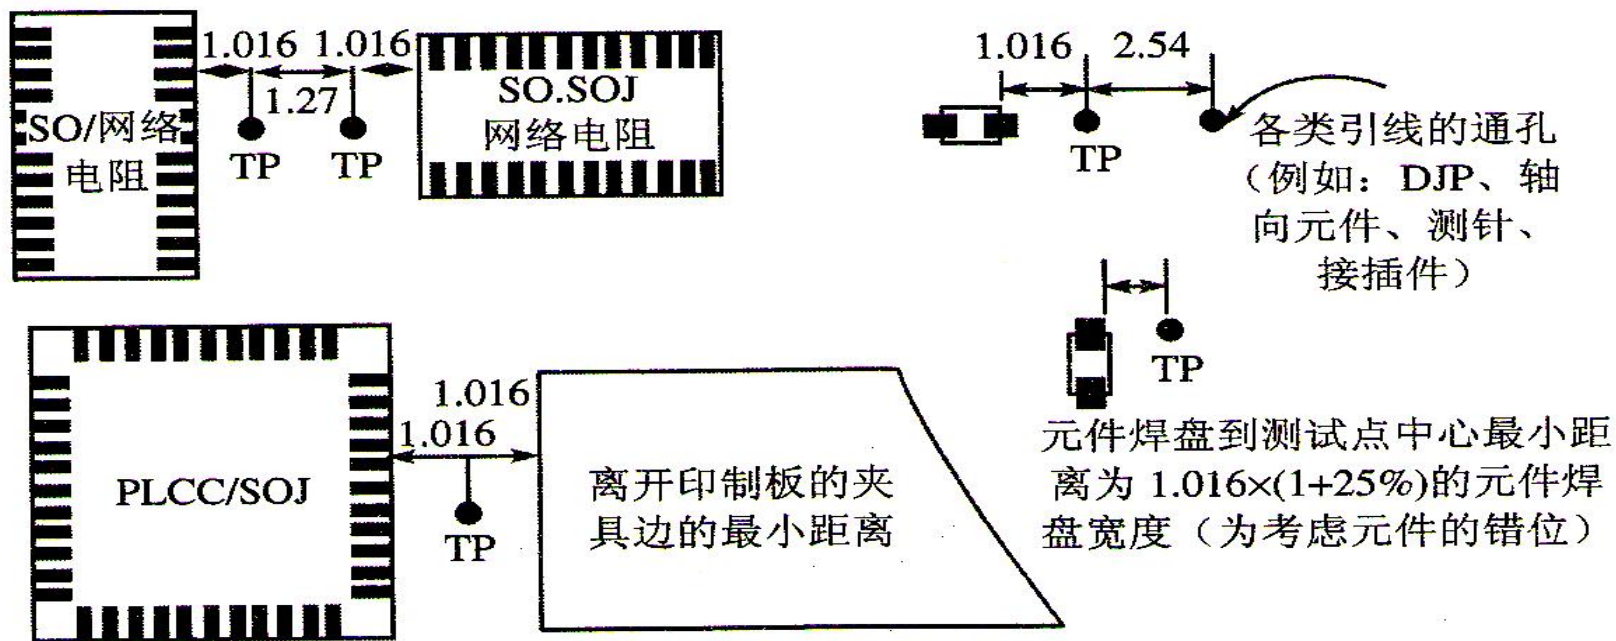 1.016 1.016
1.27
TP TP
SO/网络
电阻
SO.SOJ
网络电阻
1.016 2.54
TP
各类引线的通孔
（例如：DJP、轴
向元件、测针、
接插件）
PLCC/SOJ
1.016
1.016
TP
离开印制板的夹
具边的最小距离
TP
元件焊盘到测试点中心最小距
离为 1.016×(1+25%)的元件焊
盘宽度（为考虑元件的错位）